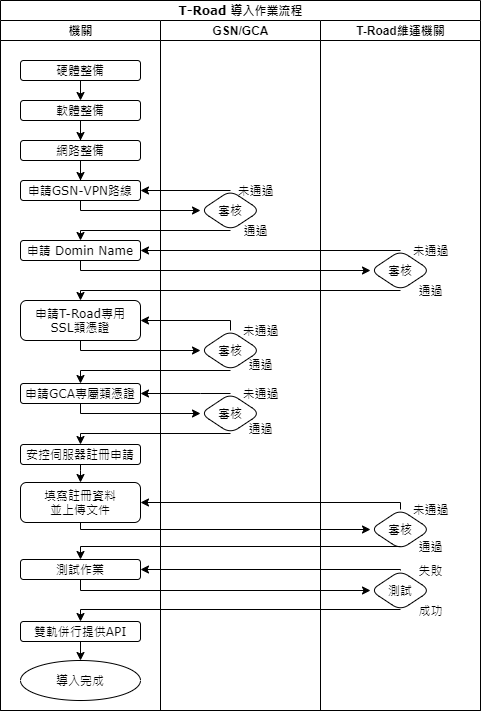 T-Road 導入作業流程
機關
GSN/GCA
T-Road維運機關
硬體整備
軟體整備
網路整備
申請GSN-VPN路線
未通過
審核
通過
申請 Domin Name
未通過
審核
通過
申請T-Road專用
SSL類憑證
未通過
審核
通過
申請GCA專屬類憑證
未通過
審核
通過
安控伺服器註冊申請
填寫註冊資料
並上傳文件
未通過
審核
通過
測試作業
失敗
測試
成功
雙軌併行提供API
導入完成